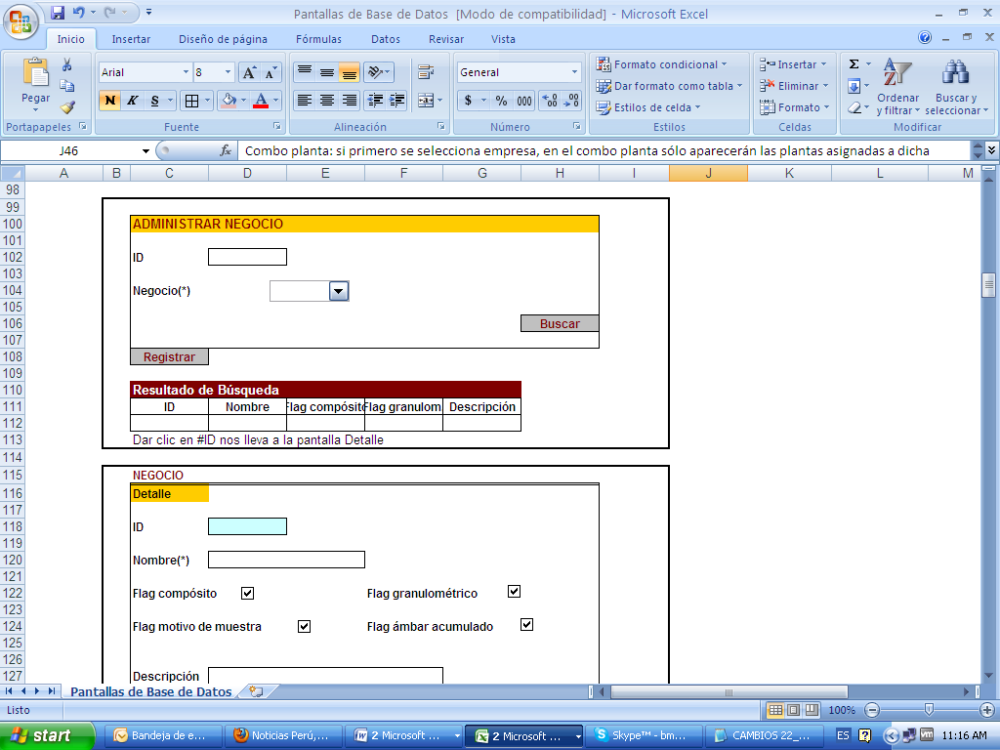 Pantallas de Base de Datos [Modo de compatibilidad] - Microsoft Excel
Inicio Insertar Diseño de página Fórmulas Datos Revisar Vista
Pegar
Arial 8
N K S
General
$ % 000
Formato condicional
Dar formato como tabla
Estilos de celda
Insertar
Eliminar
Formato
Σ
Ordenar y filtrar
Buscar y seleccionar
Portapapeles Fuente Alineación Número Estilos Celdas Modificar
J46 fx Combo planta: si primero se selecciona empresa, en el combo planta sólo aparecerán las plantas asignadas a dicha
A B C D E F G H I J K L M
98
99
100 ADMINISTRAR NEGOCIO
101
102 ID
103
104 Negocio(*)
105
106 Buscar
107
108 Registrar
109
110 Resultado de Búsqueda
111 ID Nombre Flag compósito Flag granulom Descripción
112
113 Dar clic en #ID nos lleva a la pantalla Detalle
114
115 NEGOCIO
116 Detalle
117
118 ID
119
120 Nombre(*)
121
122 Flag compósito Flag granulométrico
123
124 Flag motivo de muestra Flag ámbar acumulado
125
126
127 Descripción
Pantallas de Base de Datos
Listo 100%
start Bandeja de e... Noticias Perú,... 2 Microsoft ... 2 Microsoft ... Skype™ - bm... CAMBIOS 22_... ES 11:16 AM